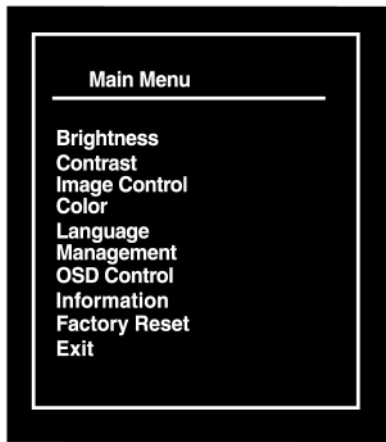 Main Menu
Brightness
Contrast
Image Control
Color
Language
Management
OSD Control
Information
Factory Reset
Exit